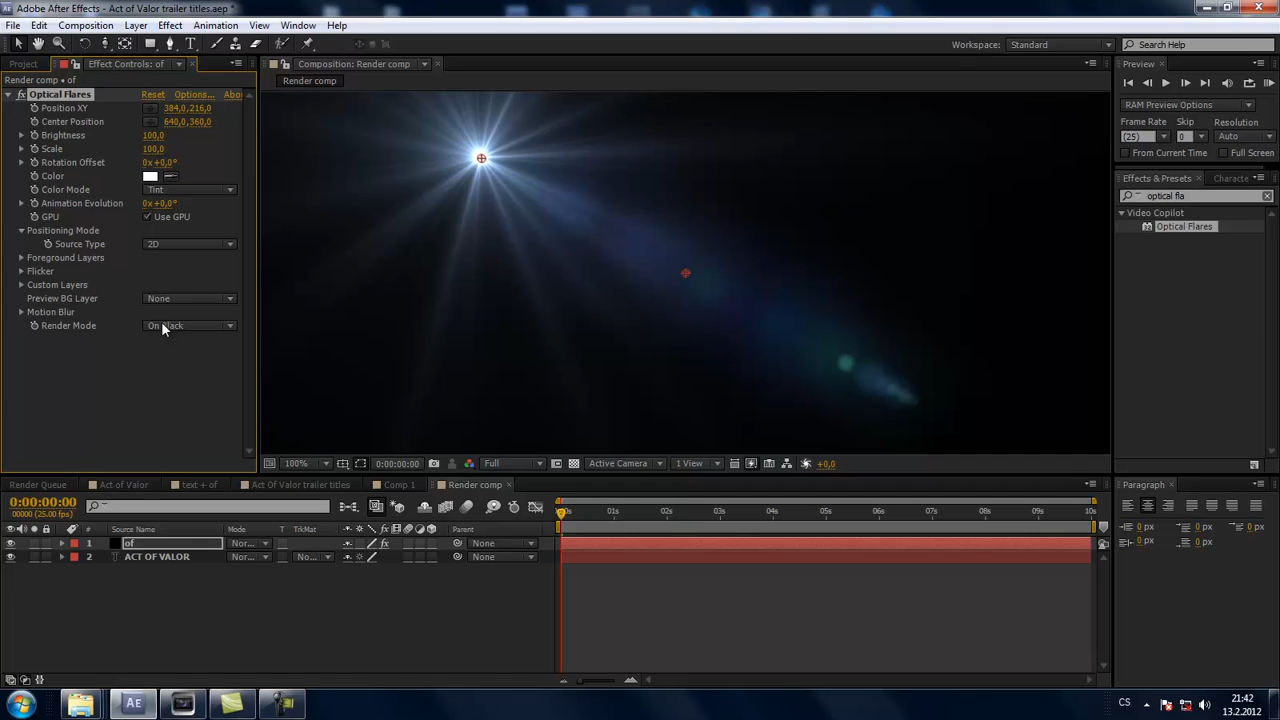 Adobe After Effects - Act of Valor trailer titles.aep *
File Edit Composition Layer Effect Animation View Window Help
Workspace: Standard Search Help
Project Effect Controls: of Composition: Render comp Preview
Render comp • of
Render comp
Optical Flares Reset Options... Abou
Position XY 384,0,216,0
Center Position 640,0,360,0
Brightness 100,0
Scale 100,0
Rotation Offset 0x+0,0°
Color
Color Mode Tint
Animation Evolution 0x+0,0°
GPU Use GPU
Positioning Mode
Source Type 2D
Foreground Layers
Flicker
Custom Layers
Preview BG Layer None
Motion Blur
Render Mode
RAM Preview Options
Frame Rate Skip Resolution
(25) 0 Auto
From Current Time Full Screen
Effects & Presets Characte
optical fla
Video Copilot
Optical Flares
100% 0:00:00:00 Full Active Camera 1 View +0,0
Render Queue Act of Valor text + of Act Of Valor trailer titles Comp 1 Render comp
Paragraph
0:00:00:00
00000 (25.00 fps)
01s 02s 03s 04s 05s 06s 07s 08s 09s 10s
# Source Name Mode T TrkMat Parent
1 of Nor... None
2 ACT OF VALOR Nor... No... None
0 px 0 px 0 px
0 px 0 px
Ae
CS 21:42
13.2.2012